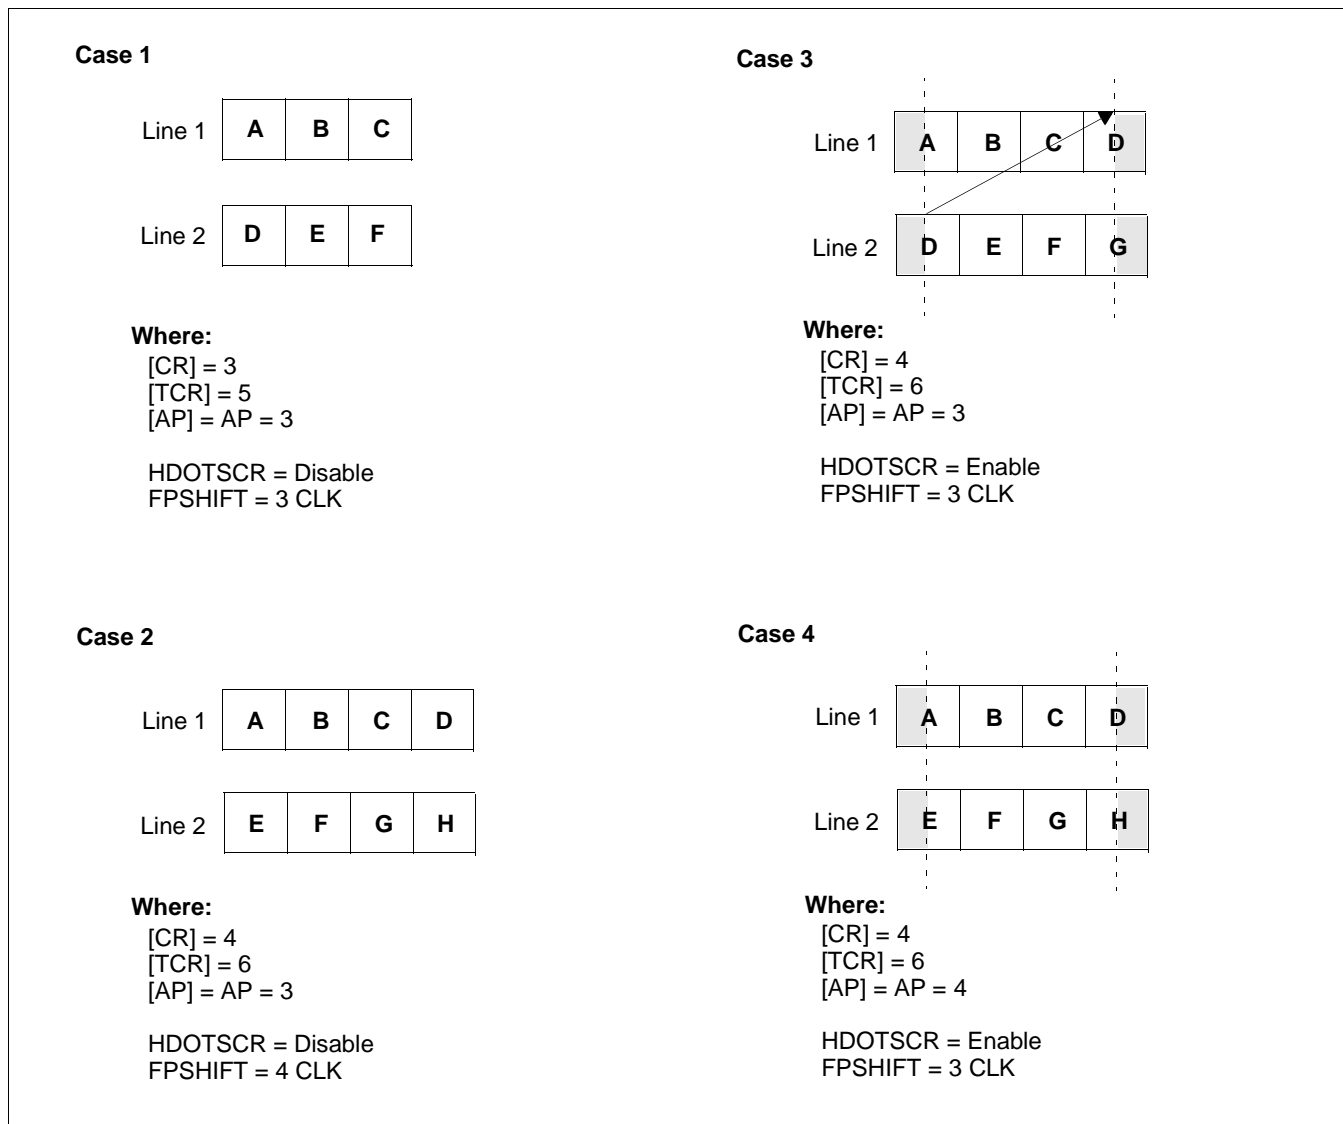 Case 1
Line 1 A B C
Line 2 D E F
Where:
[CR] = 3
[TCR] = 5
[AP] = AP = 3
HDOTSCR = Disable
FPSHIFT = 3 CLK
Case 3
Line 1 A B C D
Line 2 D E F G
Where:
[CR] = 4
[TCR] = 6
[AP] = AP = 3
HDOTSCR = Enable
FPSHIFT = 3 CLK
Case 2
Line 1 A B C D
Line 2 E F G H
Where:
[CR] = 4
[TCR] = 6
[AP] = AP = 3
HDOTSCR = Disable
FPSHIFT = 4 CLK
Case 4
Line 1 A B C D
Line 2 E F G H
Where:
[CR] = 4
[TCR] = 6
[AP] = AP = 4
HDOTSCR = Enable
FPSHIFT = 3 CLK